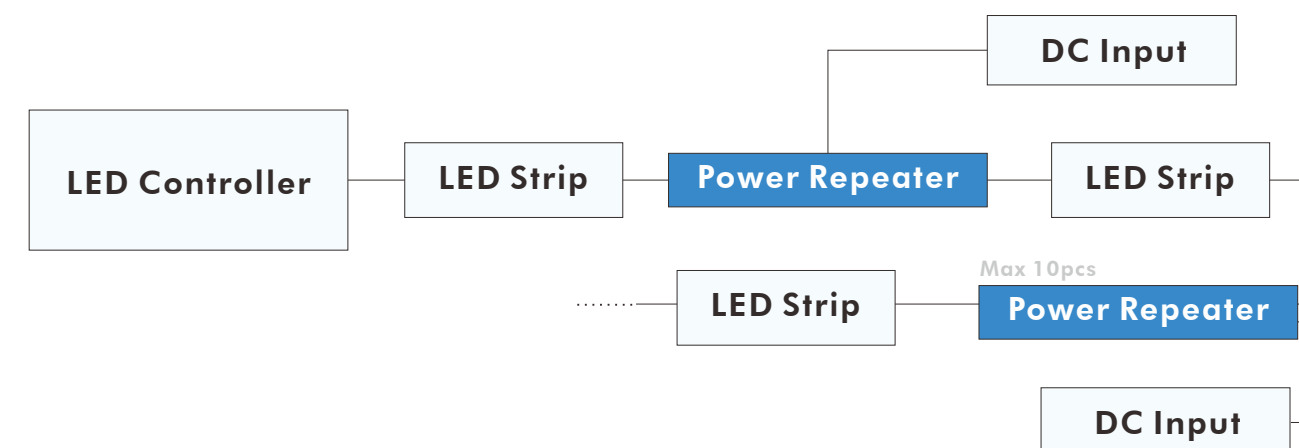 DC Input
LED Controller
LED Strip
Power Repeater
LED Strip
Max 10pcs
LED Strip
Power Repeater
DC Input